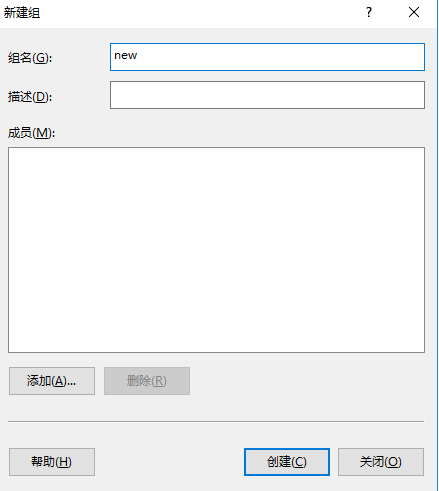 新建组
?
组名(G):
new
描述(D):
成员(M):
添加(A)... 删除(R)
帮助(H) 创建(C) 关闭(O)